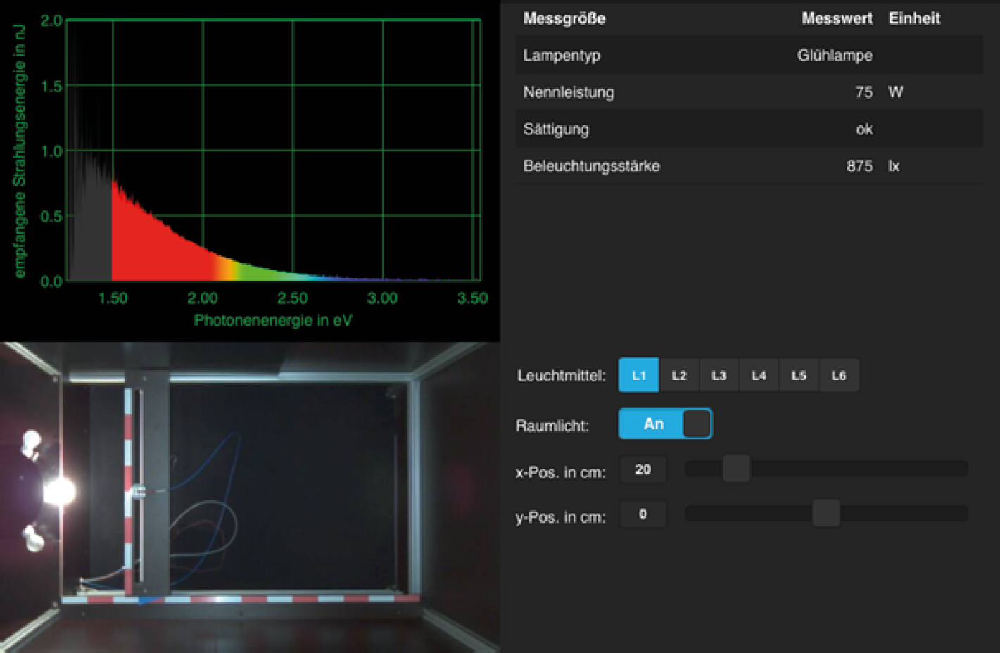 empfangene Strahlungsenergie in nJ
2.0
1.5
1.0
0.5
0.0
1.50 2.00 2.50 3.00 3.50
Photonenenergie in eV
Messgröße Messwert Einheit
Lampentyp Glühlampe
Nennleistung 75 W
Sättigung ok
Beleuchtungsstärke 875 lx
Leuchtmittel: L1 L2 L3 L4 L5 L6
Raumlicht: An
x-Pos. in cm: 20
y-Pos. in cm: 0